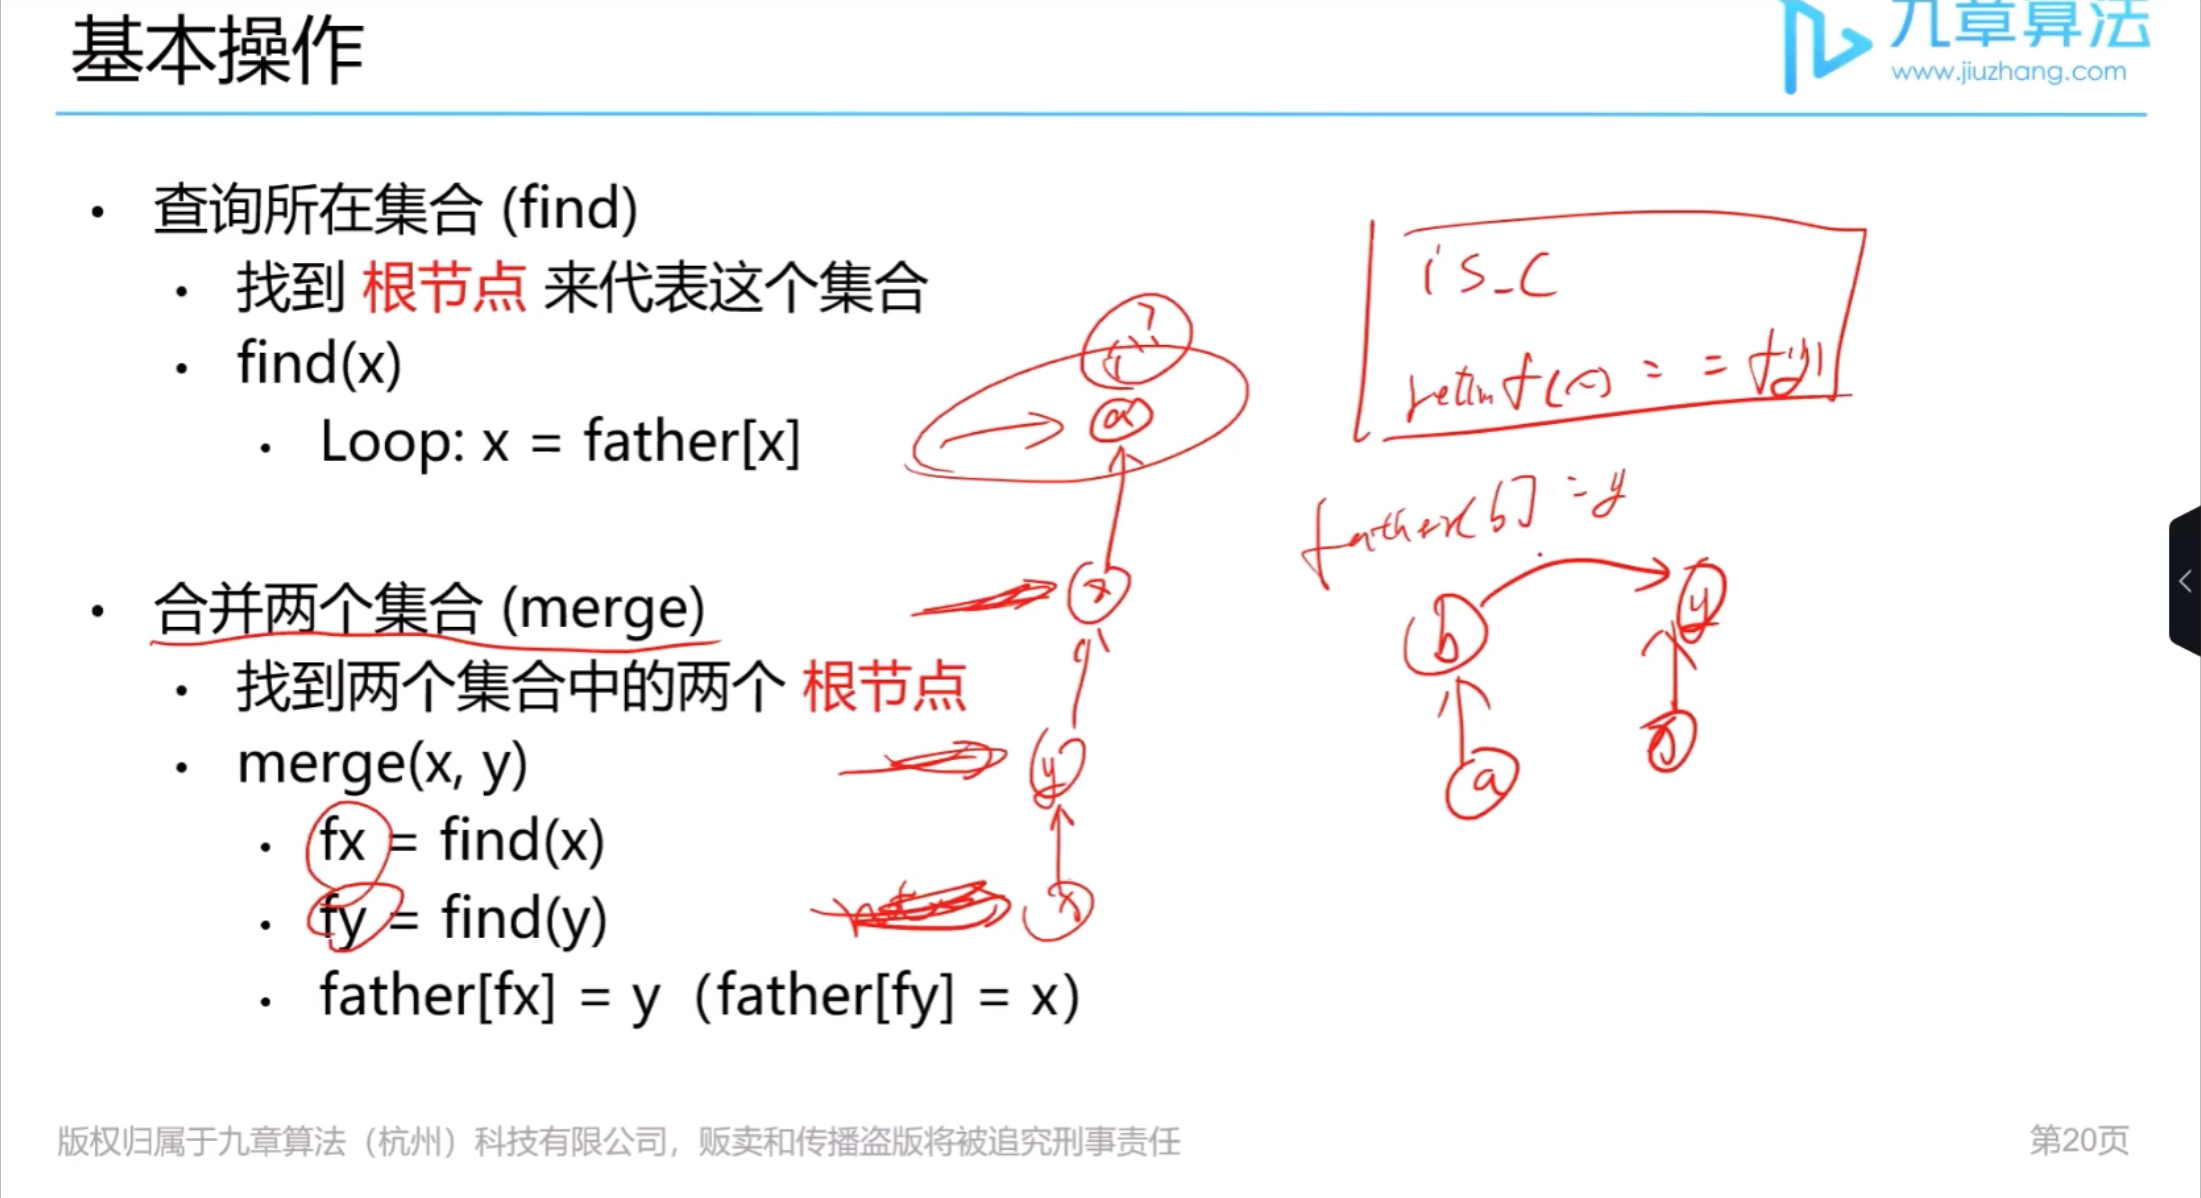 基本操作
九章算法
www.jiuzhang.com
• 查询所在集合 (find)
• 找到 根节点 来代表这个集合
• find(x)
• Loop: x = father[x]
• 合并两个集合 (merge)
• 找到两个集合中的两个 根节点
• merge(x, y)
• fx = find(x)
• fy = find(y)
• father[fx] = y（father[fy] = x）
is_C
return f(x) == f(y)
father[b] = y
b
y
a
x
y
版权归属于九章算法（杭州）科技有限公司，贩卖和传播盗版将被追究刑事责任
第20页